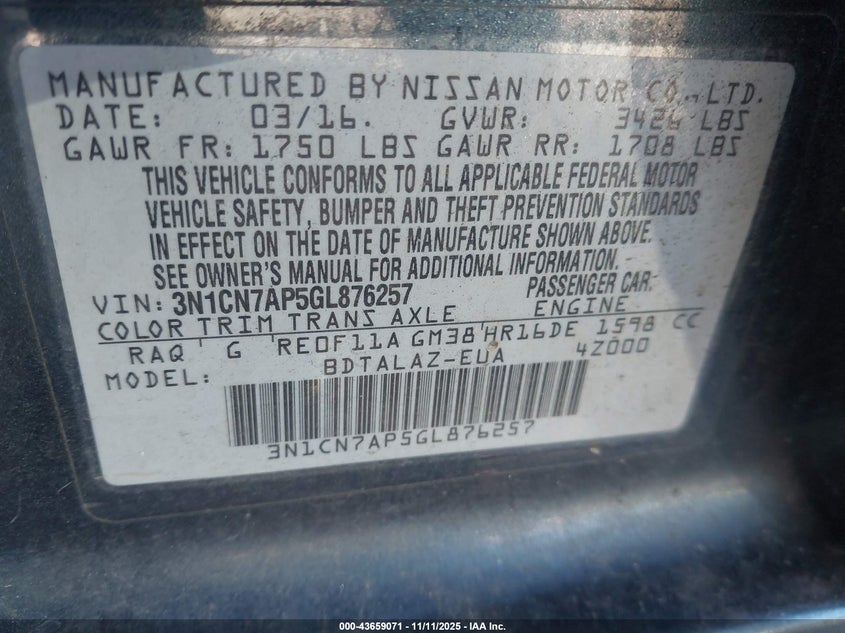 MANUFACTURED BY NISSAN MOTOR CO., LTD.
DATE: 03/16. GVWR: 3426 LBS
GAWR FR: 1750 LBS GAWR RR: 1708 LBS
THIS VEHICLE CONFORMS TO ALL APPLICABLE FEDERAL MOTOR
VEHICLE SAFETY, BUMPER AND THEFT PREVENTION STANDARDS
IN EFFECT ON THE DATE OF MANUFACTURE SHOWN ABOVE.
SEE OWNER'S MANUAL FOR ADDITIONAL INFORMATION.
VIN: 3N1CN7AP5GL876257 PASSENGER CAR
COLOR TRIM TRANS AXLE ENGINE
RAQ G RE0F11A GM38 HR16DE 1598 CC
MODEL: BDTALAZ-EUA 4Z000
3N1CN7AP5GL876257
000-43659071 - 11/11/2025 - IAA Inc.